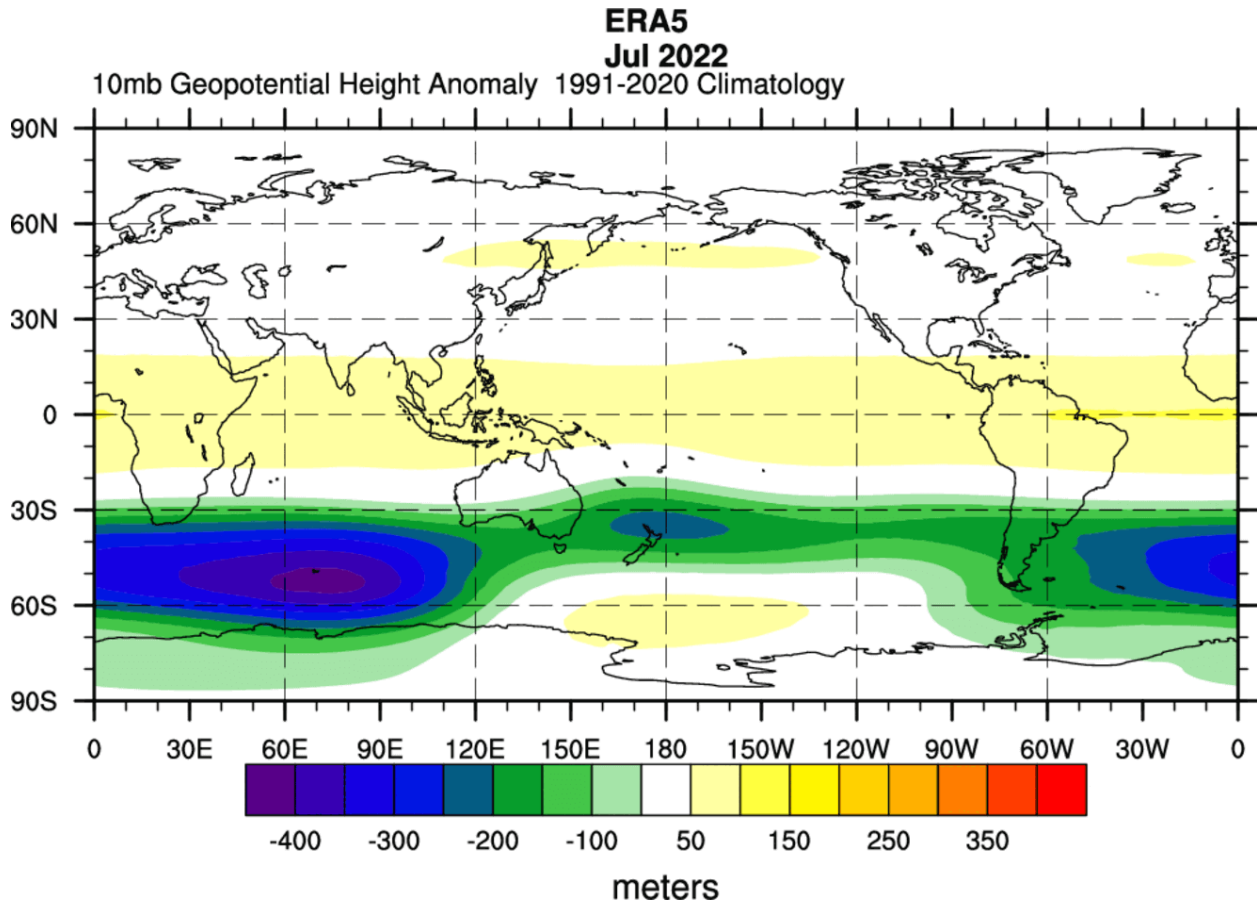 ERA5
Jul 2022
10mb Geopotential Height Anomaly 1991-2020 Climatology
90N
60N
30N
0
30S
60S
90S
0 30E 60E 90E 120E 150E 180 150W 120W 90W 60W 30W 0
-400 -300 -200 -100 50 150 250 350
meters